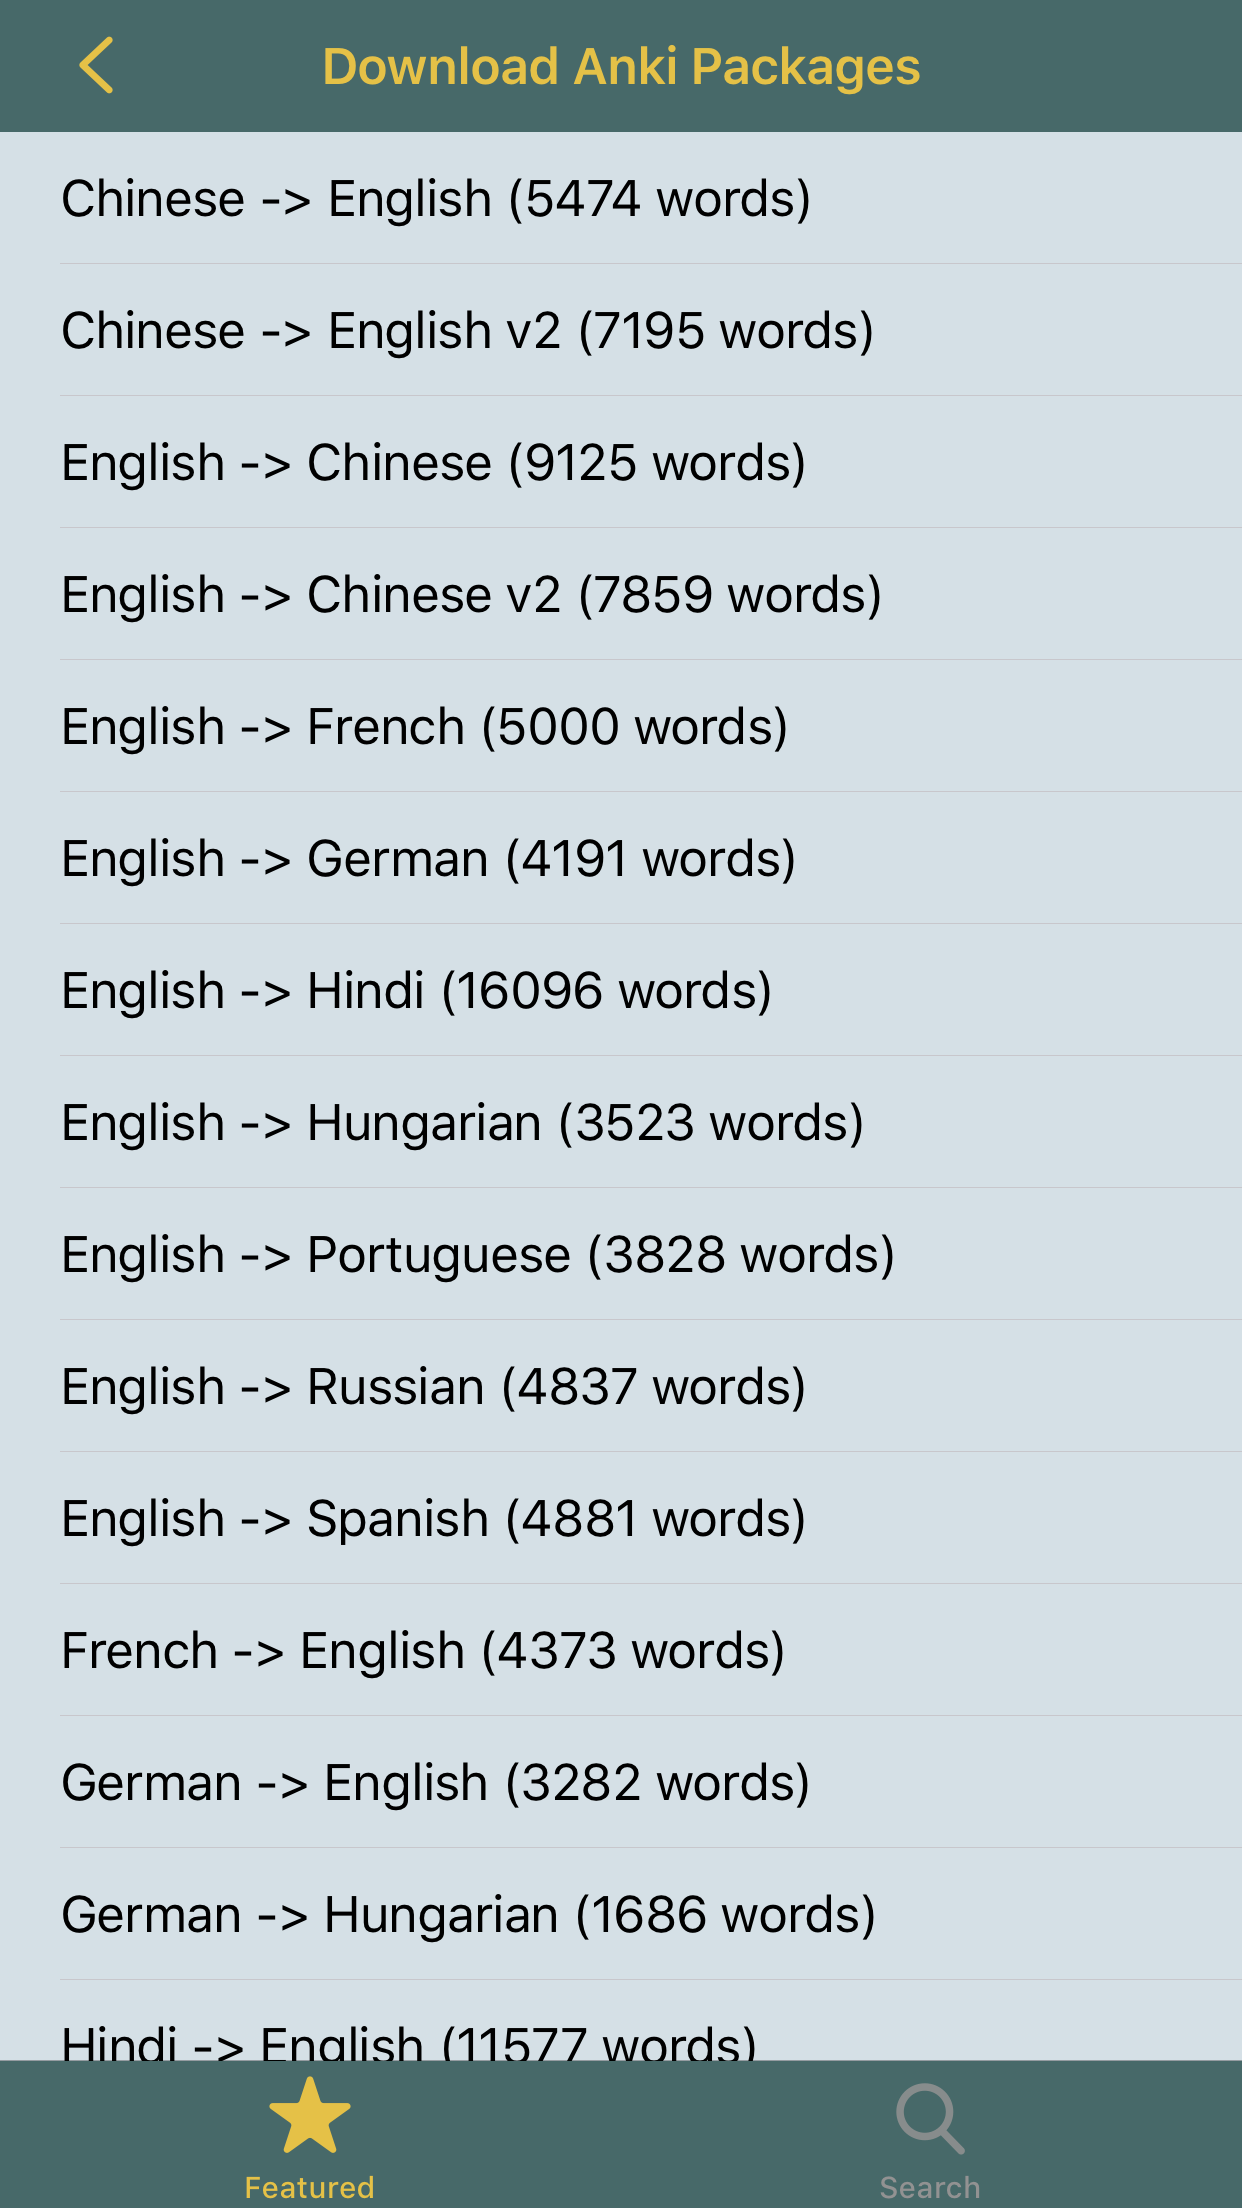 Download Anki Packages
Chinese -> English (5474 words)
Chinese -> English v2 (7195 words)
English -> Chinese (9125 words)
English -> Chinese v2 (7859 words)
English -> French (5000 words)
English -> German (4191 words)
English -> Hindi (16096 words)
English -> Hungarian (3523 words)
English -> Portuguese (3828 words)
English -> Russian (4837 words)
English -> Spanish (4881 words)
French -> English (4373 words)
German -> English (3282 words)
German -> Hungarian (1686 words)
Hindi -> English (11577 words)
Featured
Search